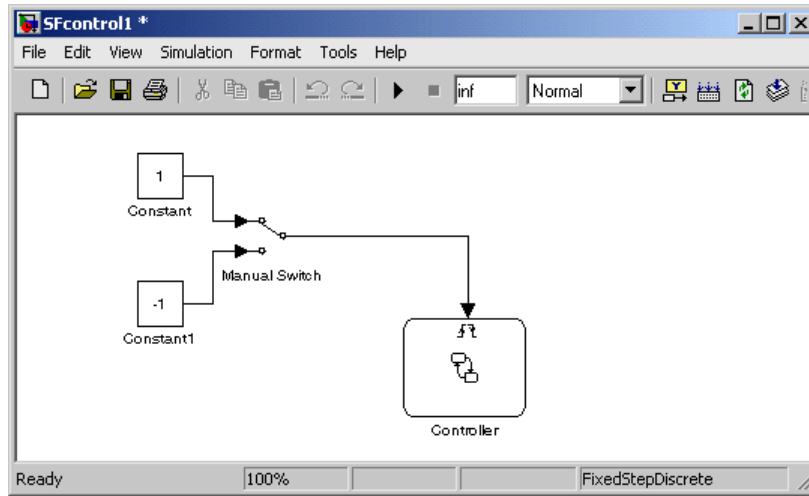 SFcontrol1 *
File Edit View Simulation Format Tools Help
inf Normal
1
Constant
Manual Switch
-1
Constant1
Controller
Ready 100% FixedStepDiscrete